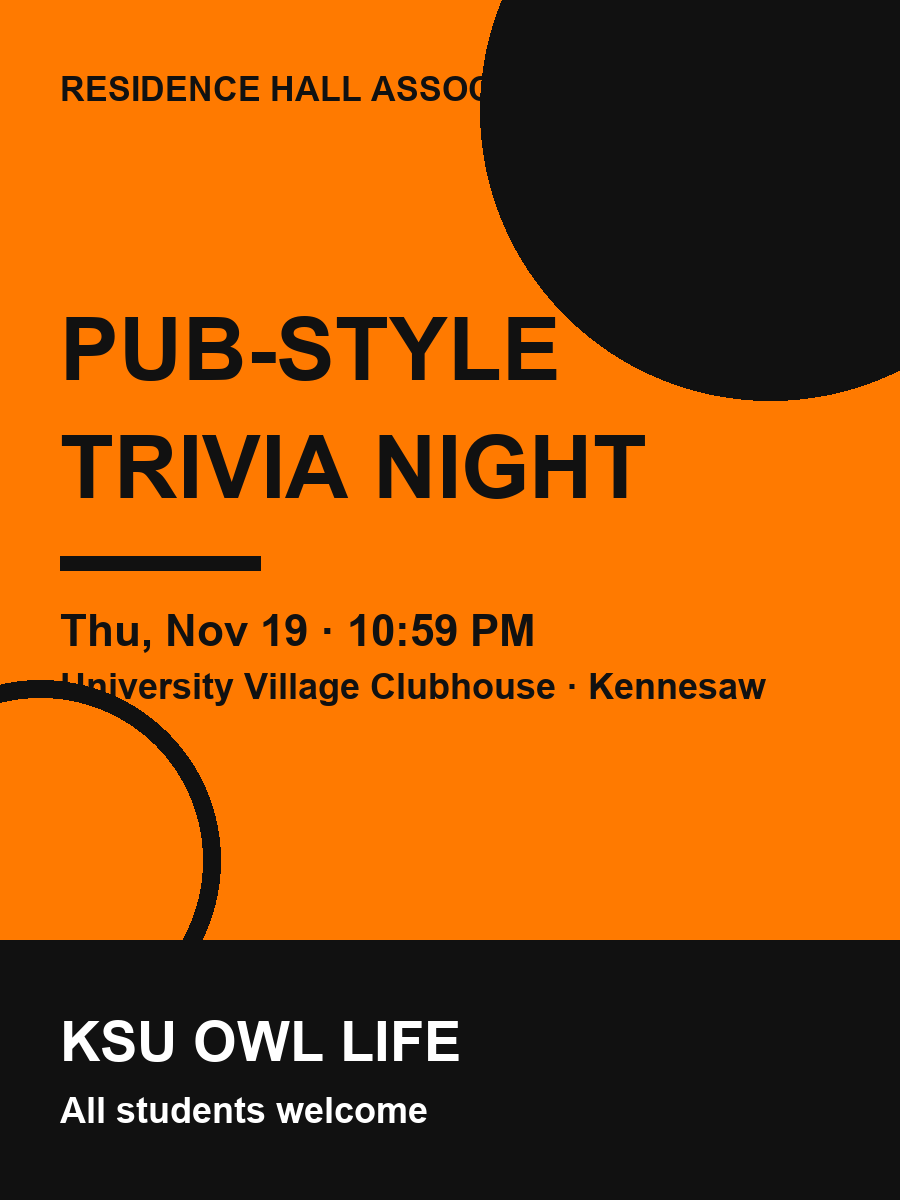 RESIDENCE HALL
PUB-STYLE
TRIVIA NIGHT
Thu, Nov 19 · 10:59 PM
University Village Clubhouse · Kennesaw
KSU OWL LIFE
All students welcome